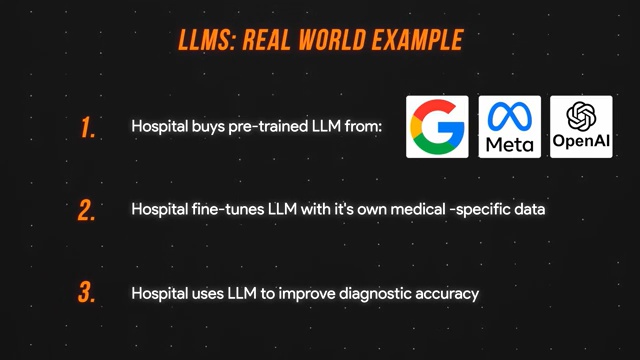 LLMS: REAL WORLD EXAMPLE
1. Hospital buys pre-trained LLM from:
G
Meta
OpenAI
2. Hospital fine-tunes LLM with it's own medical -specific data
3. Hospital uses LLM to improve diagnostic accuracy